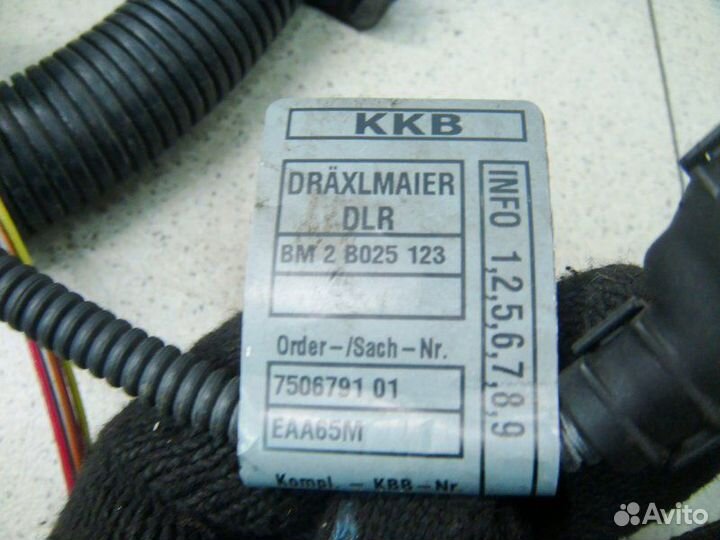 KKB
DRÄXLMAIER
DLR
BM 2 B025 123
Order-/Sach-Nr.
7506791 01
EAA65M
Kompl.-KBB-Nr.
INFO 1,2,5,6,7,8,9
Avito